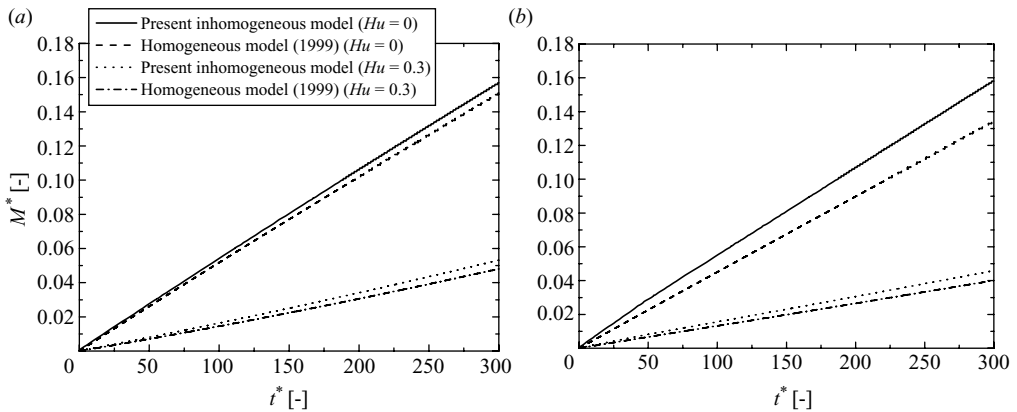 (a)
Present inhomogeneous model (Hu = 0)
Homogeneous model (1999) (Hu = 0)
Present inhomogeneous model (Hu = 0.3)
Homogeneous model (1999) (Hu = 0.3)
0.18
0.16
0.14
0.12
0.10
0.08
0.06
0.04
0.02
M* [-]
0 50 100 150 200 250 300
t* [-]
(b)
0.18
0.16
0.14
0.12
0.10
0.08
0.06
0.04
0.02
0 50 100 150 200 250 300
t* [-]